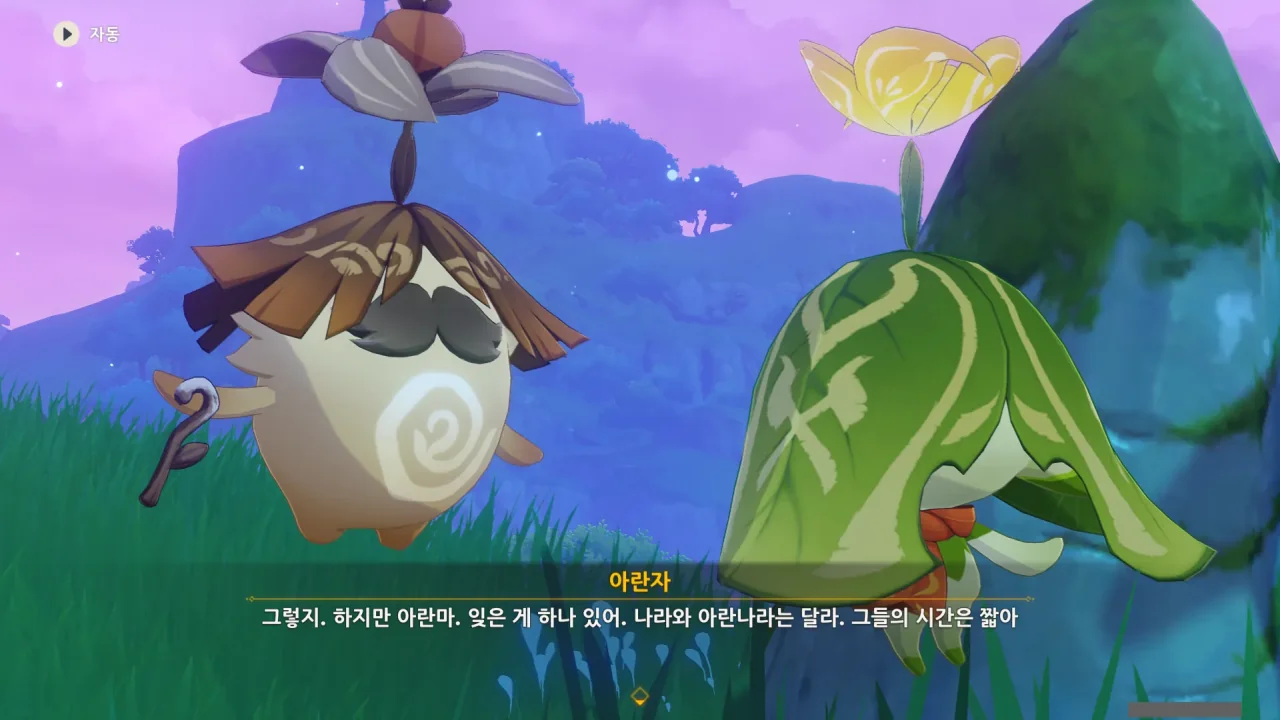 자동
아란자
그렇지. 하지만 아란마. 잊은 게 하나 있어. 나라와 아란나라는 달라. 그들의 시간은 짧아